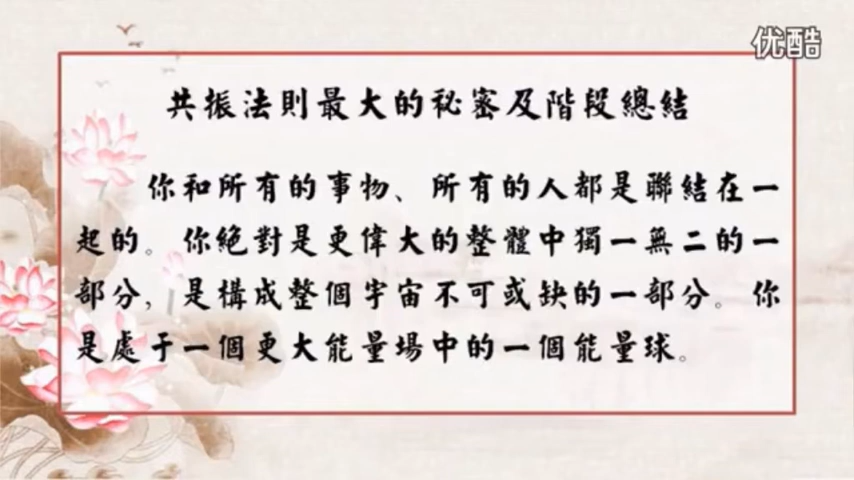 优酷
共振法則最大的秘密及階段總結
你和所有的事物、所有的人都是聯結在一
起的。你絕對是更偉大的整體中獨一無二的一
部分，是構成整個宇宙不可或缺的一部分。你
是處于一個更大能量場中的一個能量球。